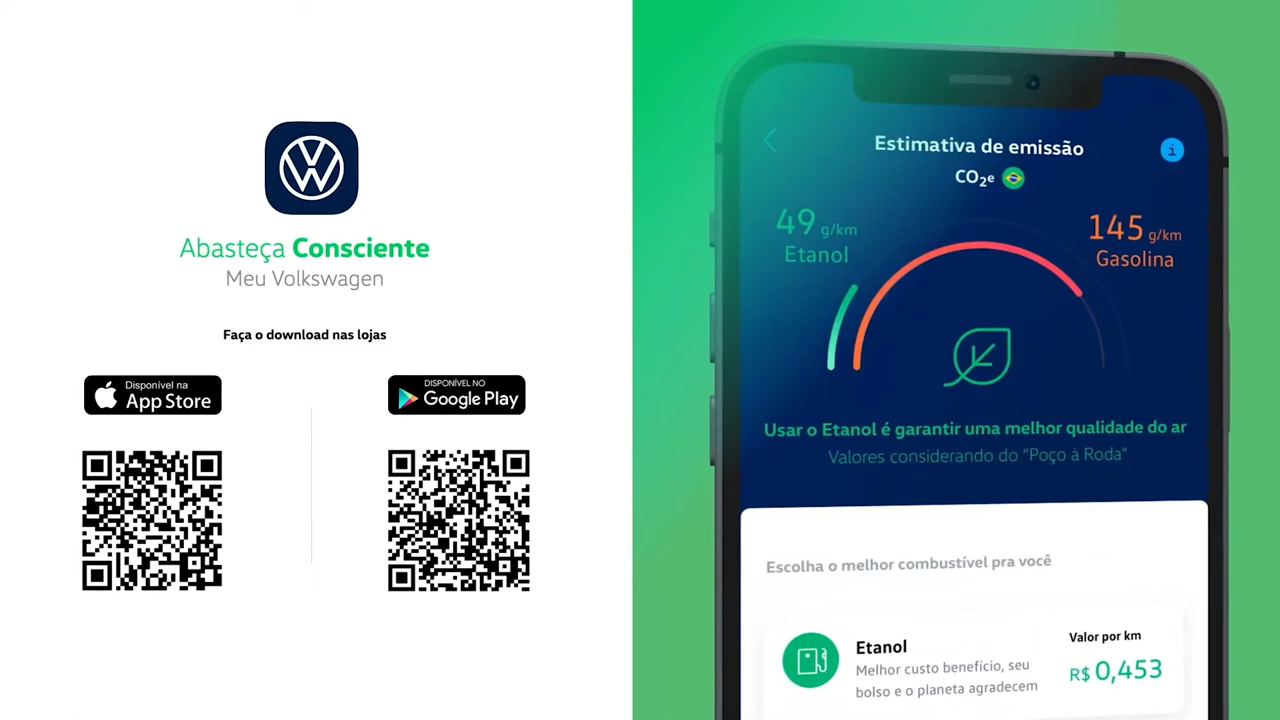 Abasteça Consciente
Meu Volkswagen
Faça o download nas lojas
Disponível na
App Store
DISPONÍVEL NO
Google Play
Estimativa de emissão
CO₂e
i
49 g/km
Etanol
145 g/km
Gasolina
Usar o Etanol é garantir uma melhor qualidade do ar
Valores considerando do “Poço à Roda”
Escolha o melhor combustível pra você
Etanol
Melhor custo benefício, seu
bolso e o planeta agradecem
Valor por km
R$ 0,453